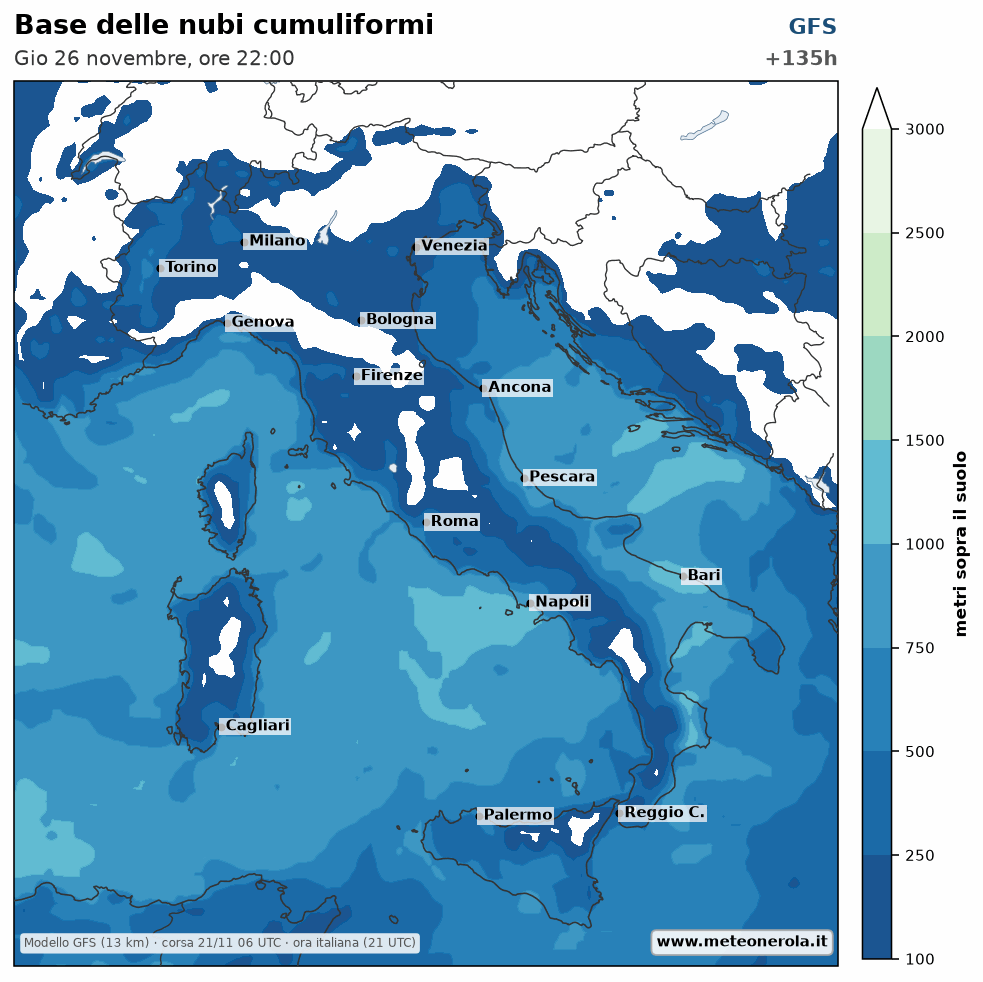 Base delle nubi cumuliformi
GFS
Gio 26 novembre, ore 22:00
+135h
Milano
Venezia
Torino
Genova
Bologna
Firenze
Ancona
Pescara
Roma
Bari
Napoli
Cagliari
Palermo
Reggio C.
3000
2500
2000
1500
1000
750
500
250
100
metri sopra il suolo
Modello GFS (13 km) · corsa 21/11 06 UTC · ora italiana (21 UTC)
www.meteonerola.it